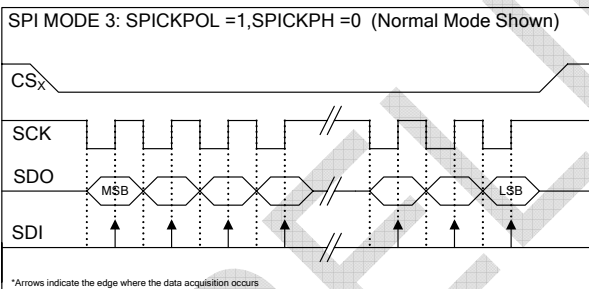 SPI MODE 3: SPICKPOL =1,SPICKPH =0 (Normal Mode Shown)
CSX
SCK
SDO
MSB
LSB
SDI
*Arrows indicate the edge where the data acquisition occurs